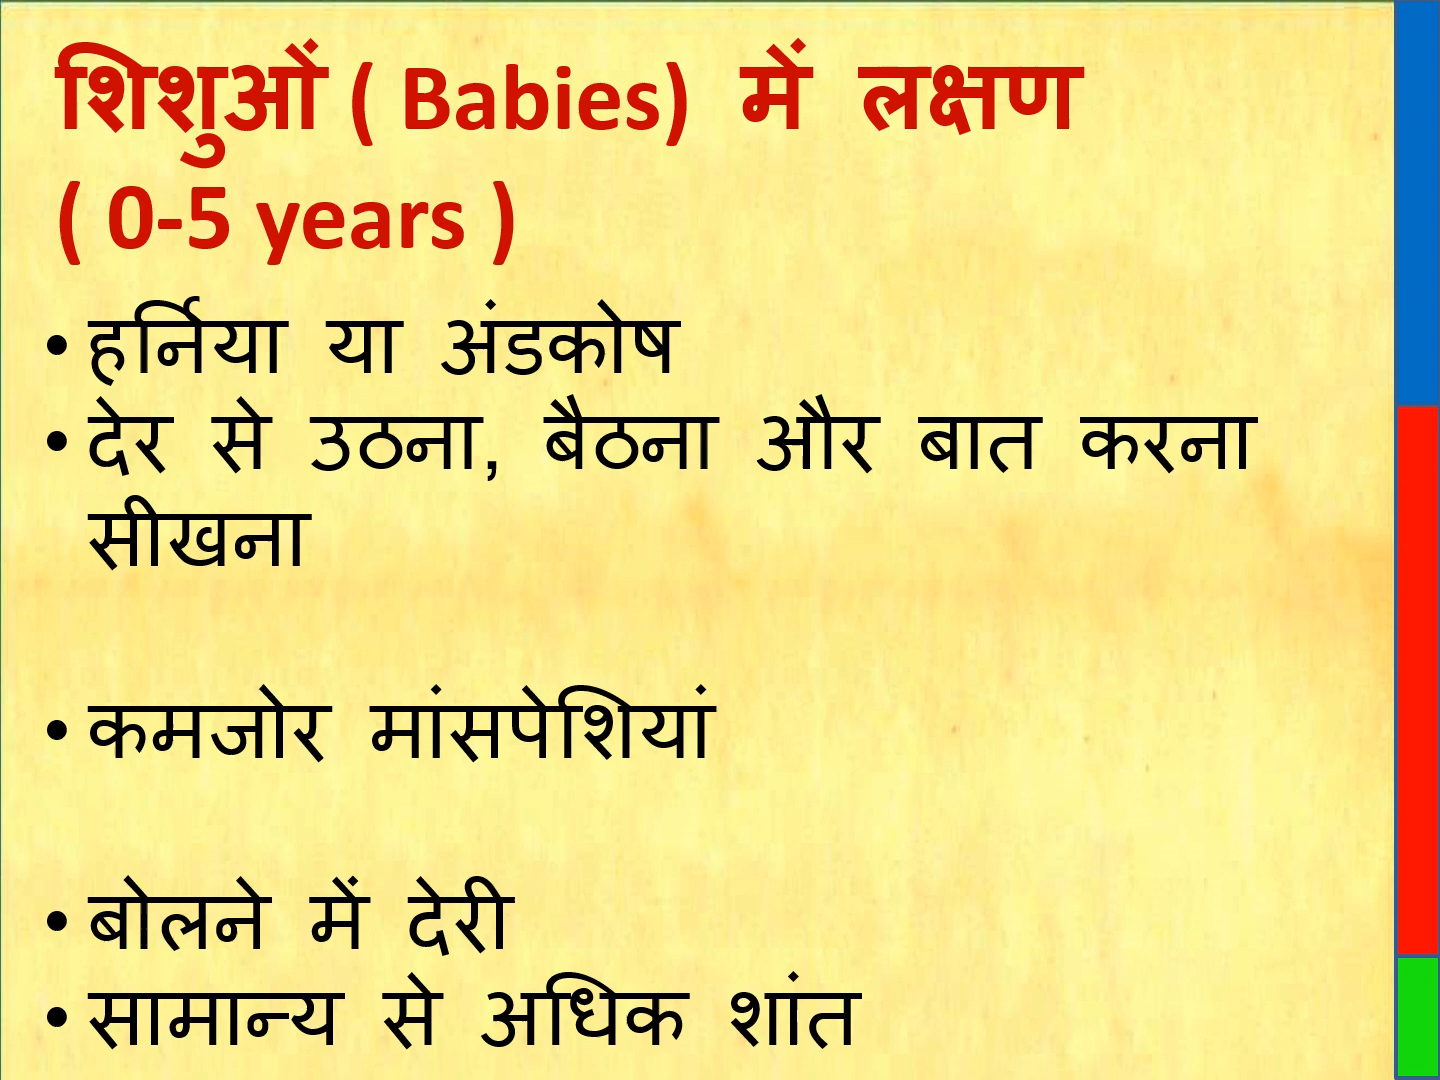 शिशुओं ( Babies) में लक्षण
( 0-5 years )
• हर्निया या अंडकोष
• देर से उठना, बैठना और बात करना
सीखना
• कमजोर मांसपेशियां
• बोलने में देरी
• सामान्य से अधिक शांत